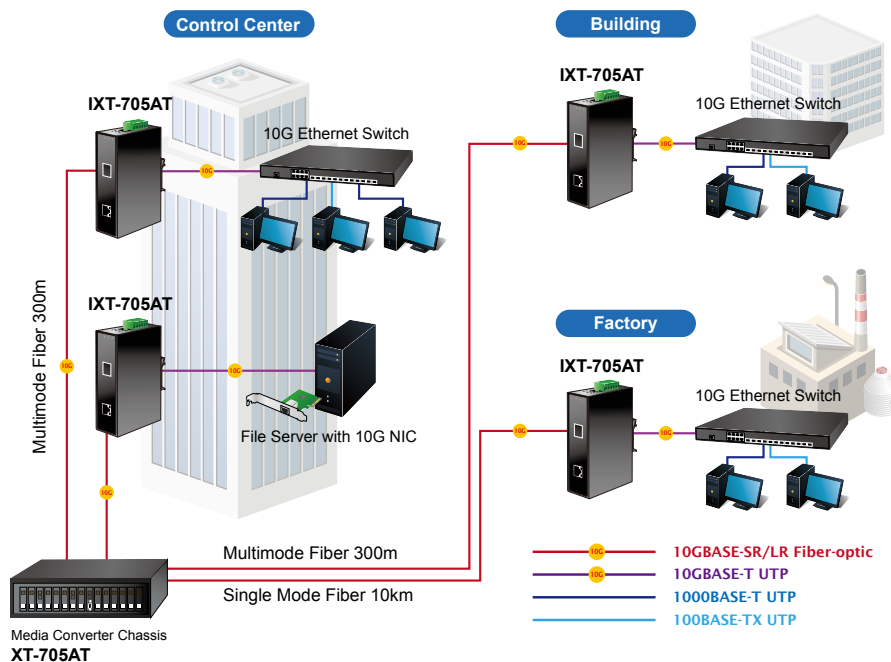 Control Center
Building
IXT-705AT
10G Ethernet Switch
10G
10G
IXT-705AT
10G Ethernet Switch
10G
10G
Multimode Fiber 300m
10G
IXT-705AT
10G
File Server with 10G NIC
10G
Factory
IXT-705AT
10G Ethernet Switch
10G
10G
Multimode Fiber 300m
Single Mode Fiber 10km
Media Converter Chassis
XT-705AT
10G 10GBASE-SR/LR Fiber-optic
10G 10GBASE-T UTP
1000BASE-T UTP
100BASE-TX UTP